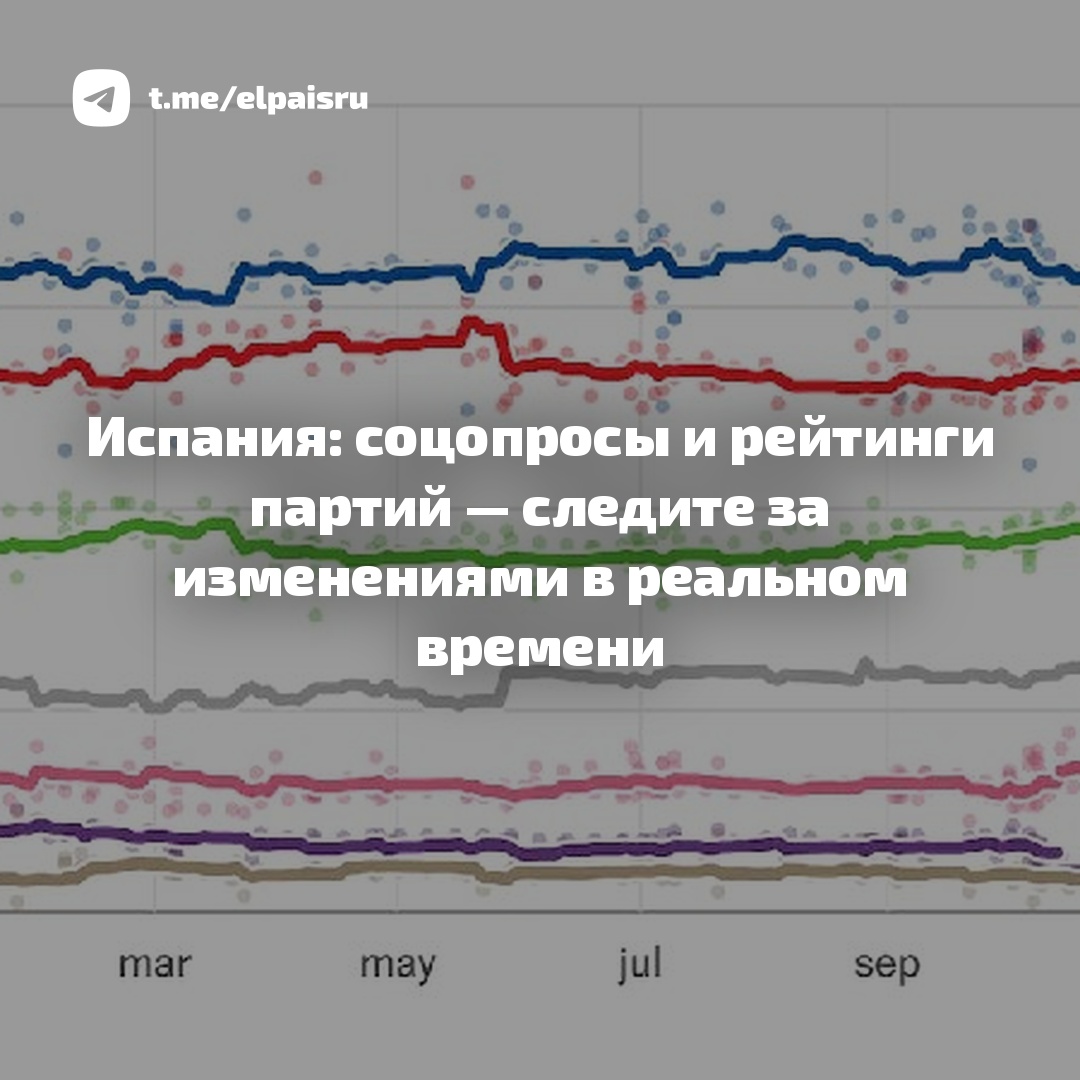 t.me/elpaisru
Испания: соцопросы и рейтинги
партий — следите за
изменениями в реальном
времени
mar
may
jul
sep